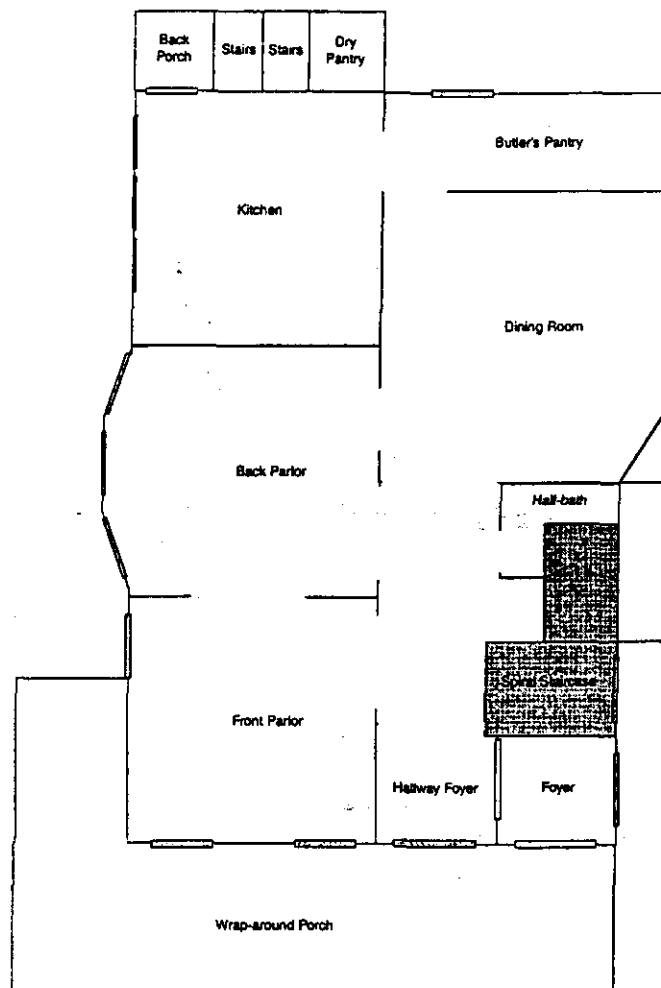 Back
Porch
Stairs
Stairs
Dry
Pantry
Butler's Pantry
Kitchen
Dining Room
Back Parlor
Half-bath
Spiral Staircase
Front Parlor
Hallway Foyer
Foyer
Wrap-around Porch